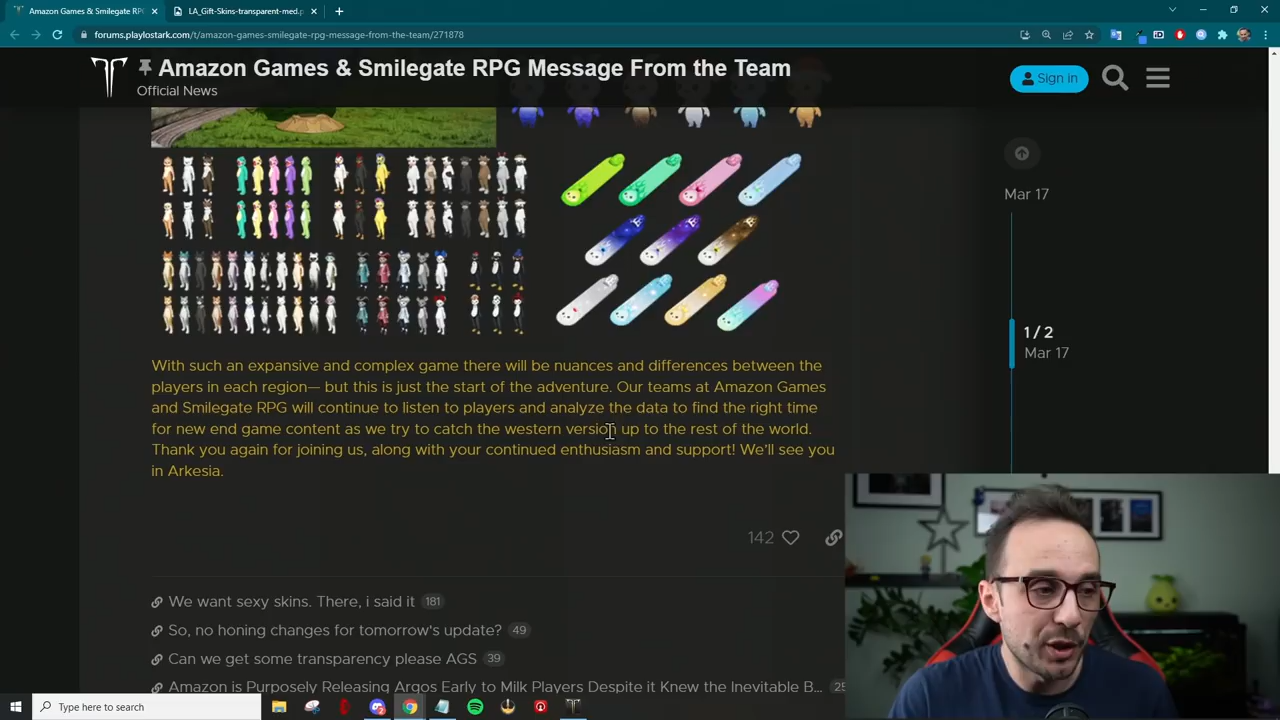 Amazon Games & Smilegate RP
LA_Gift-Skins-transparent-med.p
forums.playlostark.com/t/amazon-games-smilegate-rpg-message-from-the-team/271878
Amazon Games & Smilegate RPG Message From the Team
Official News
Sign in
Mar 17
1 / 2
Mar 17
With such an expansive and complex game there will be nuances and differences between the
players in each region— but this is just the start of the adventure. Our teams at Amazon Games
and Smilegate RPG will continue to listen to players and analyze the data to find the right time
for new end game content as we try to catch the western version up to the rest of the world.
Thank you again for joining us, along with your continued enthusiasm and support! We'll see you
in Arkesia.
142
We want sexy skins. There, i said it 181
So, no honing changes for tomorrow's update? 49
Can we get some transparency please AGS 39
Amazon is Purposely Releasing Argos Early to Milk Players Despite it Knew the Inevitable B... 25
Type here to search